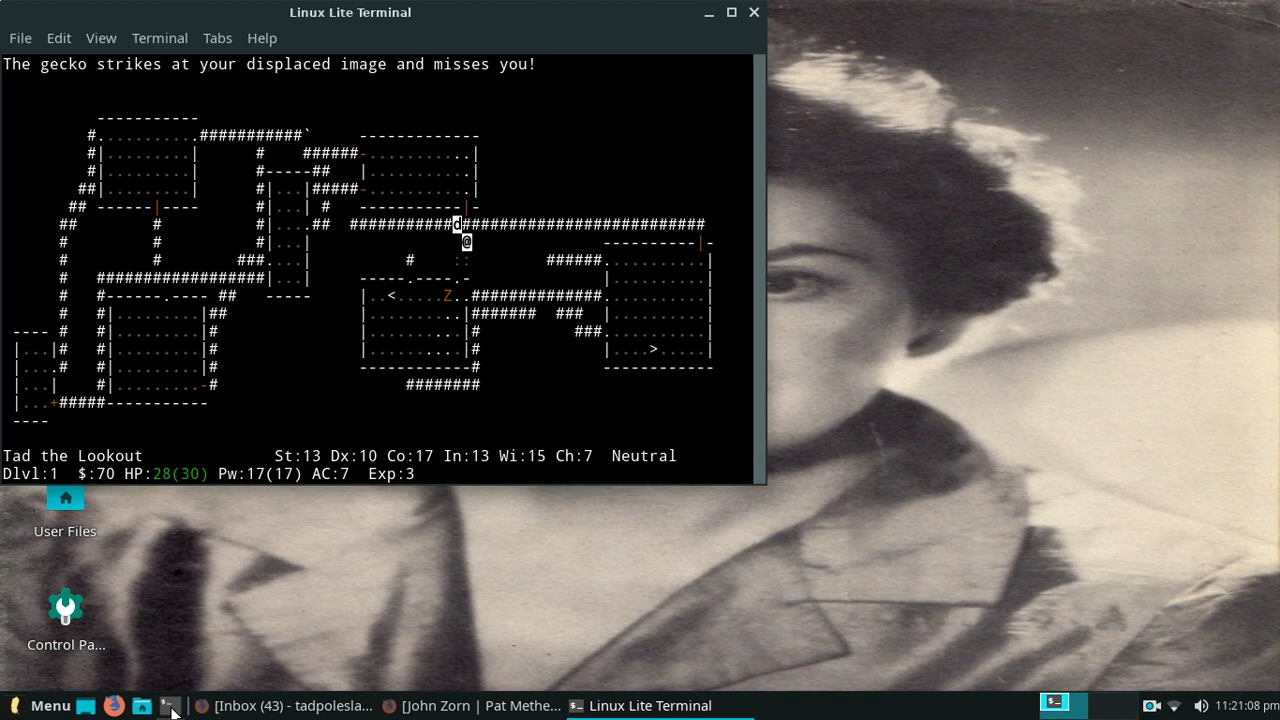 Linux Lite Terminal
File Edit View Terminal Tabs Help
The gecko strikes at your displaced image and misses you!
-----------
#...........###########` -------------
#|.........| # ######-...........|
#|.........| #-----## |...........|
##|.........| #|...|#####-...........|
## ------|---- #|...| # -----------|-
## # #|....## ###########d##########################
# # #|...| @ ----------|-
# # ###....| # :: ######...........|
# ################## |...| -----.----.- |..........|
# #-------.---- ## ----- |..<.....Z..##############...........|
# #|..........|## |..........|####### ### |..........|
---- # #|..........|# |..........|# ###...........|
|...|# #|..........|# |..........|# |....>.....|
|....# #|..........|# ------------# ------------
|...| #|..........-# ########
|...+#####-----------
----
Tad the Lookout St:13 Dx:10 Co:17 In:13 Wi:15 Ch:7 Neutral
Dlvl:1 $:70 HP:28(30) Pw:17(17) AC:7 Exp:3
User Files
Control Pa...
Menu [Inbox (43) - tadpolesla... [John Zorn | Pat Methe... Linux Lite Terminal 11:21:08 pm